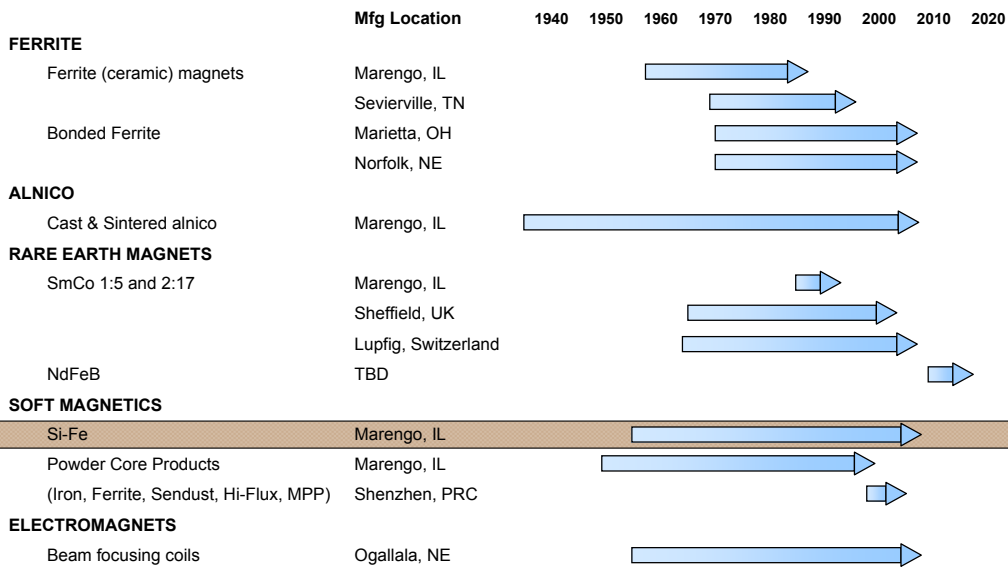 Mfg Location 1940 1950 1960 1970 1980 1990 2000 2010 2020
FERRITE
Ferrite (ceramic) magnets Marengo, IL
Sevierville, TN
Bonded Ferrite Marietta, OH
Norfolk, NE
ALNICO
Cast & Sintered alnico Marengo, IL
RARE EARTH MAGNETS
SmCo 1:5 and 2:17 Marengo, IL
Sheffield, UK
Lupfig, Switzerland
NdFeB TBD
SOFT MAGNETICS
Si-Fe Marengo, IL
Powder Core Products Marengo, IL
(Iron, Ferrite, Sendust, Hi-Flux, MPP) Shenzhen, PRC
ELECTROMAGNETS
Beam focusing coils Ogallala, NE